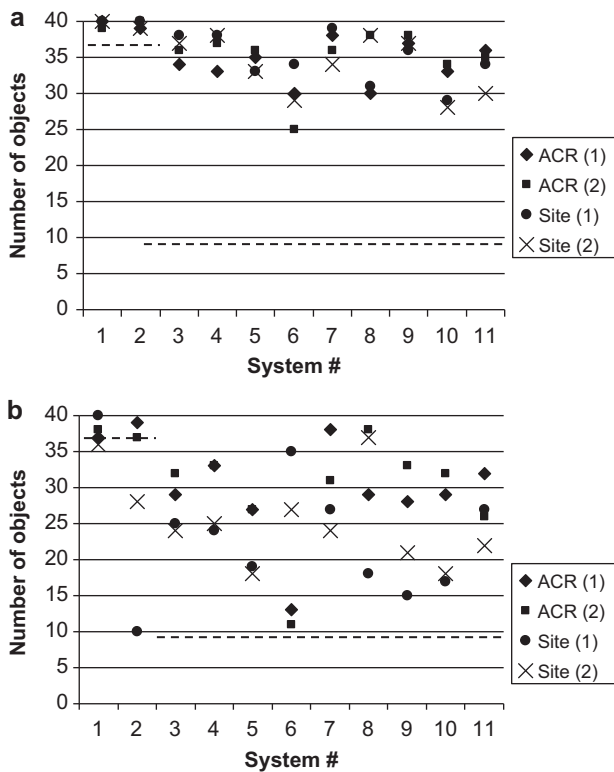 a
Number of objects
40
35
30
25
20
15
10
5
0
1 2 3 4 5 6 7 8 9 10 11
System #
ACR (1)
ACR (2)
Site (1)
Site (2)
b
Number of objects
40
35
30
25
20
15
10
5
0
1 2 3 4 5 6 7 8 9 10 11
System #
ACR (1)
ACR (2)
Site (1)
Site (2)